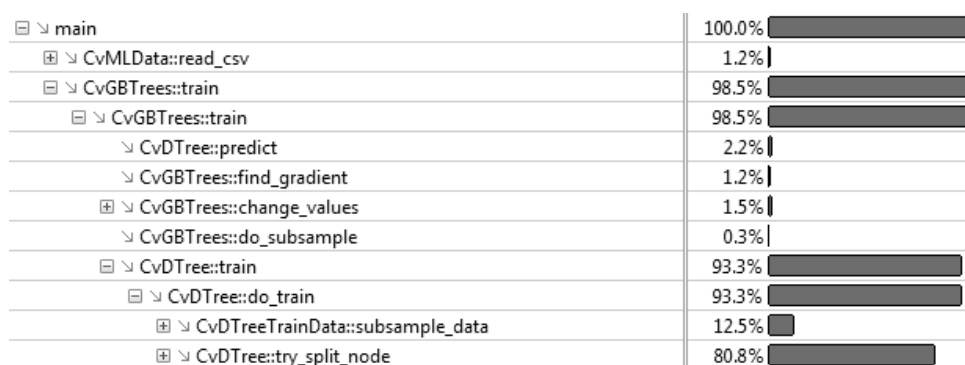 main 100.0%
CvMLData::read_csv 1.2%
CvGBTrees::train 98.5%
CvGBTrees::train 98.5%
CvDTree::predict 2.2%
CvGBTrees::find_gradient 1.2%
CvGBTrees::change_values 1.5%
CvGBTrees::do_subsample 0.3%
CvDTree::train 93.3%
CvDTree::do_train 93.3%
CvDTreeTrainData::subsample_data 12.5%
CvDTree::try_split_node 80.8%